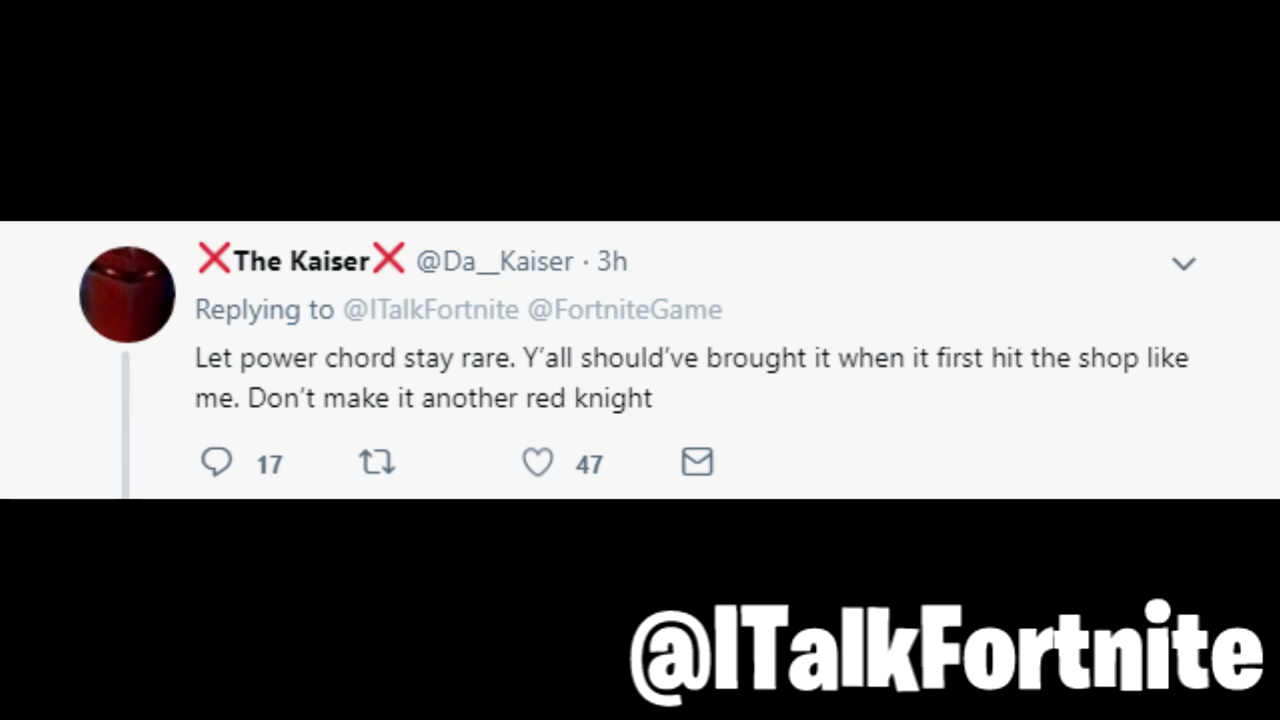 ❌The Kaiser❌ @Da__Kaiser · 3h
Replying to @ITalkFortnite @FortniteGame
Let power chord stay rare. Y’all should’ve brought it when it first hit the shop like
me. Don’t make it another red knight
17 47
@ITalkFortnite